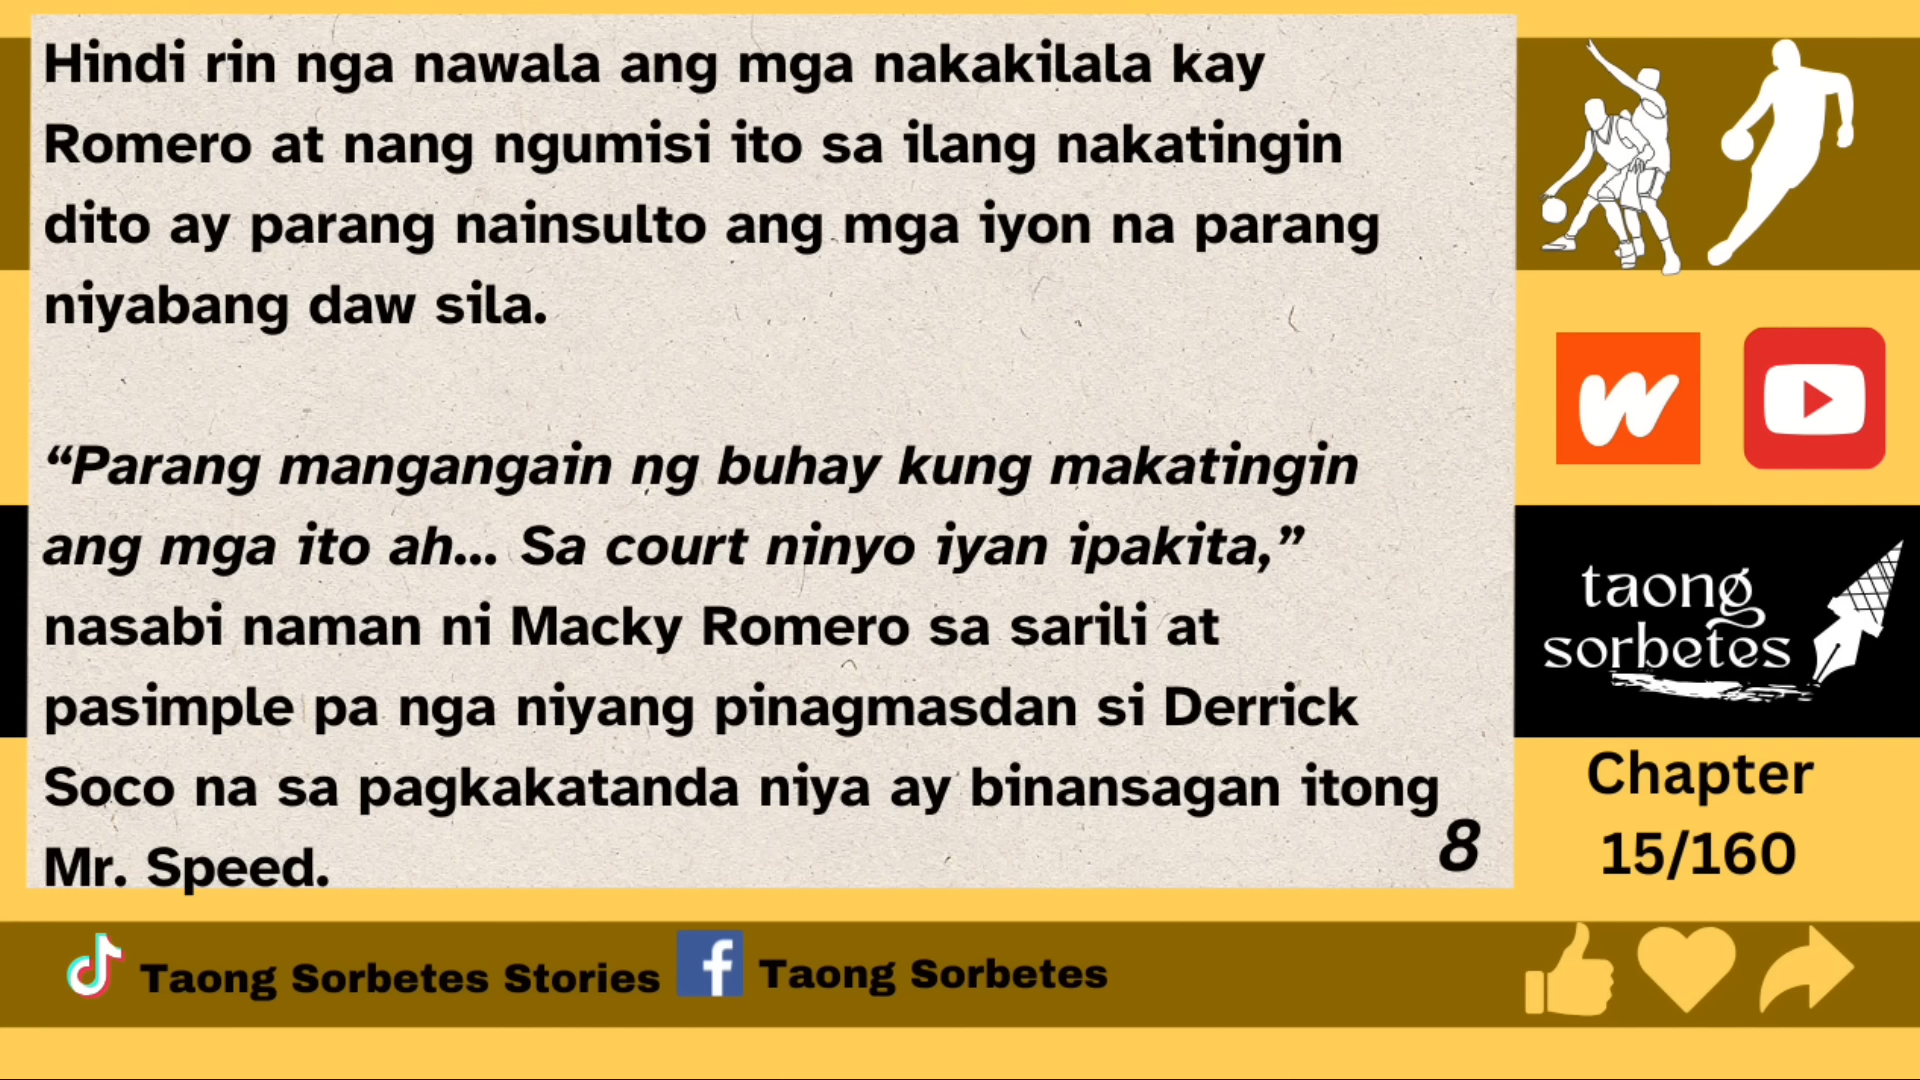 Hindi rin nga nawala ang mga nakakilala kay
Romero at nang ngumisi ito sa ilang nakatingin
dito ay parang nainsulto ang mga iyon na parang
niyabang daw sila.
“Parang mangangain ng buhay kung makatingin
ang mga ito ah... Sa court ninyo iyan ipakita,”
nasabi naman ni Macky Romero sa sarili at
pasimple pa nga niyang pinagmasdan si Derrick
Soco na sa pagkakatanda niya ay binansagan itong
Mr. Speed.
8
taong
sorbetes
Chapter
15/160
Taong Sorbetes Stories
Taong Sorbetes